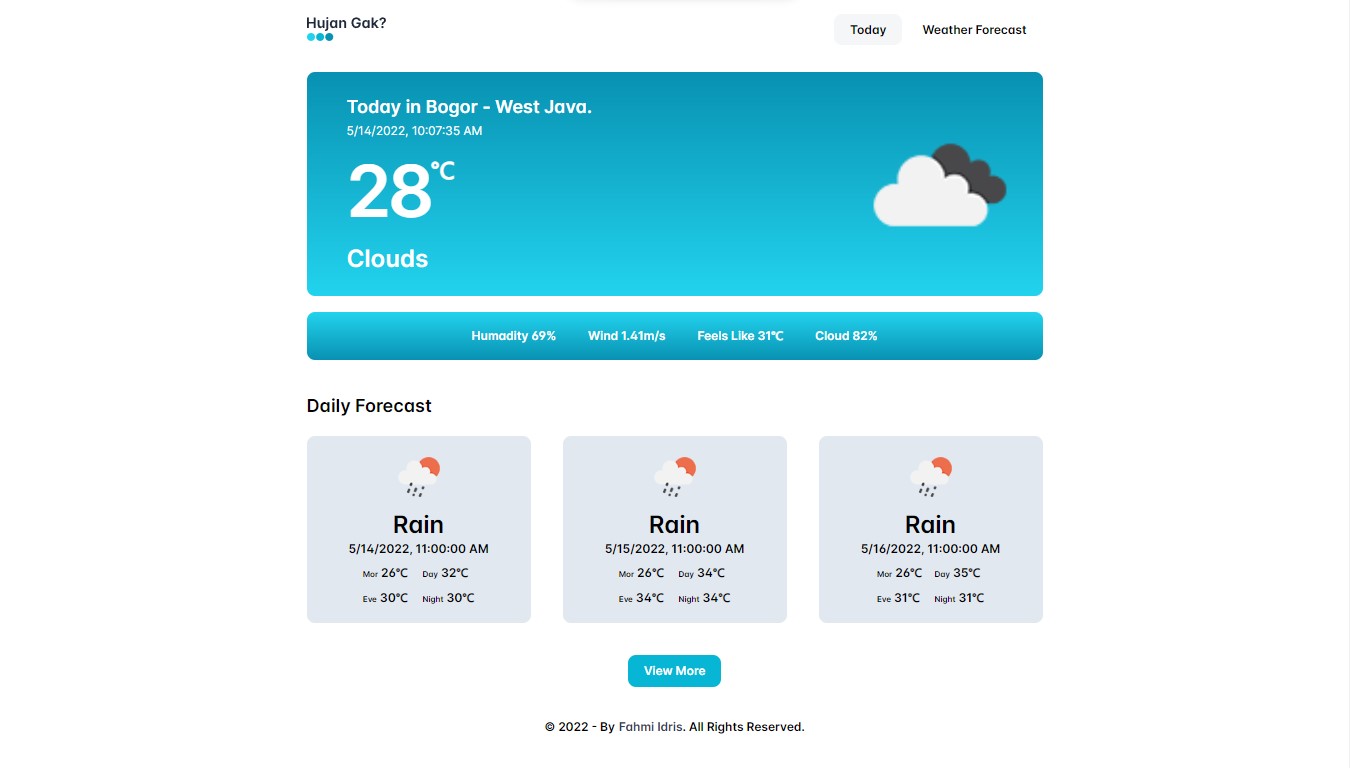 Hujan Gak?
Today Weather Forecast
Today in Bogor - West Java.
5/14/2022, 10:07:35 AM
28°C
Clouds
Humadity 69% Wind 1.41m/s Feels Like 31°C Cloud 82%
Daily Forecast
Rain
5/14/2022, 11:00:00 AM
Mor 26°C Day 32°C
Eve 30°C Night 30°C
Rain
5/15/2022, 11:00:00 AM
Mor 26°C Day 34°C
Eve 34°C Night 34°C
Rain
5/16/2022, 11:00:00 AM
Mor 26°C Day 35°C
Eve 31°C Night 31°C
View More
© 2022 - By Fahmi Idris. All Rights Reserved.